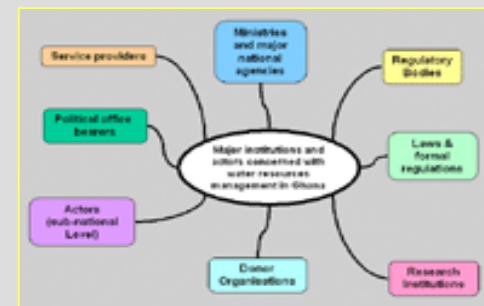 Ministries
and major
national
agencies
Service providers
Regulatory
Bodies
Political office
bearers
Major institutions and
actors concerned with
water resources
management in Ghana
Laws &
formal
regulations
Actors
(sub-national
Level)
Donor
Organisations
Research
Institutions